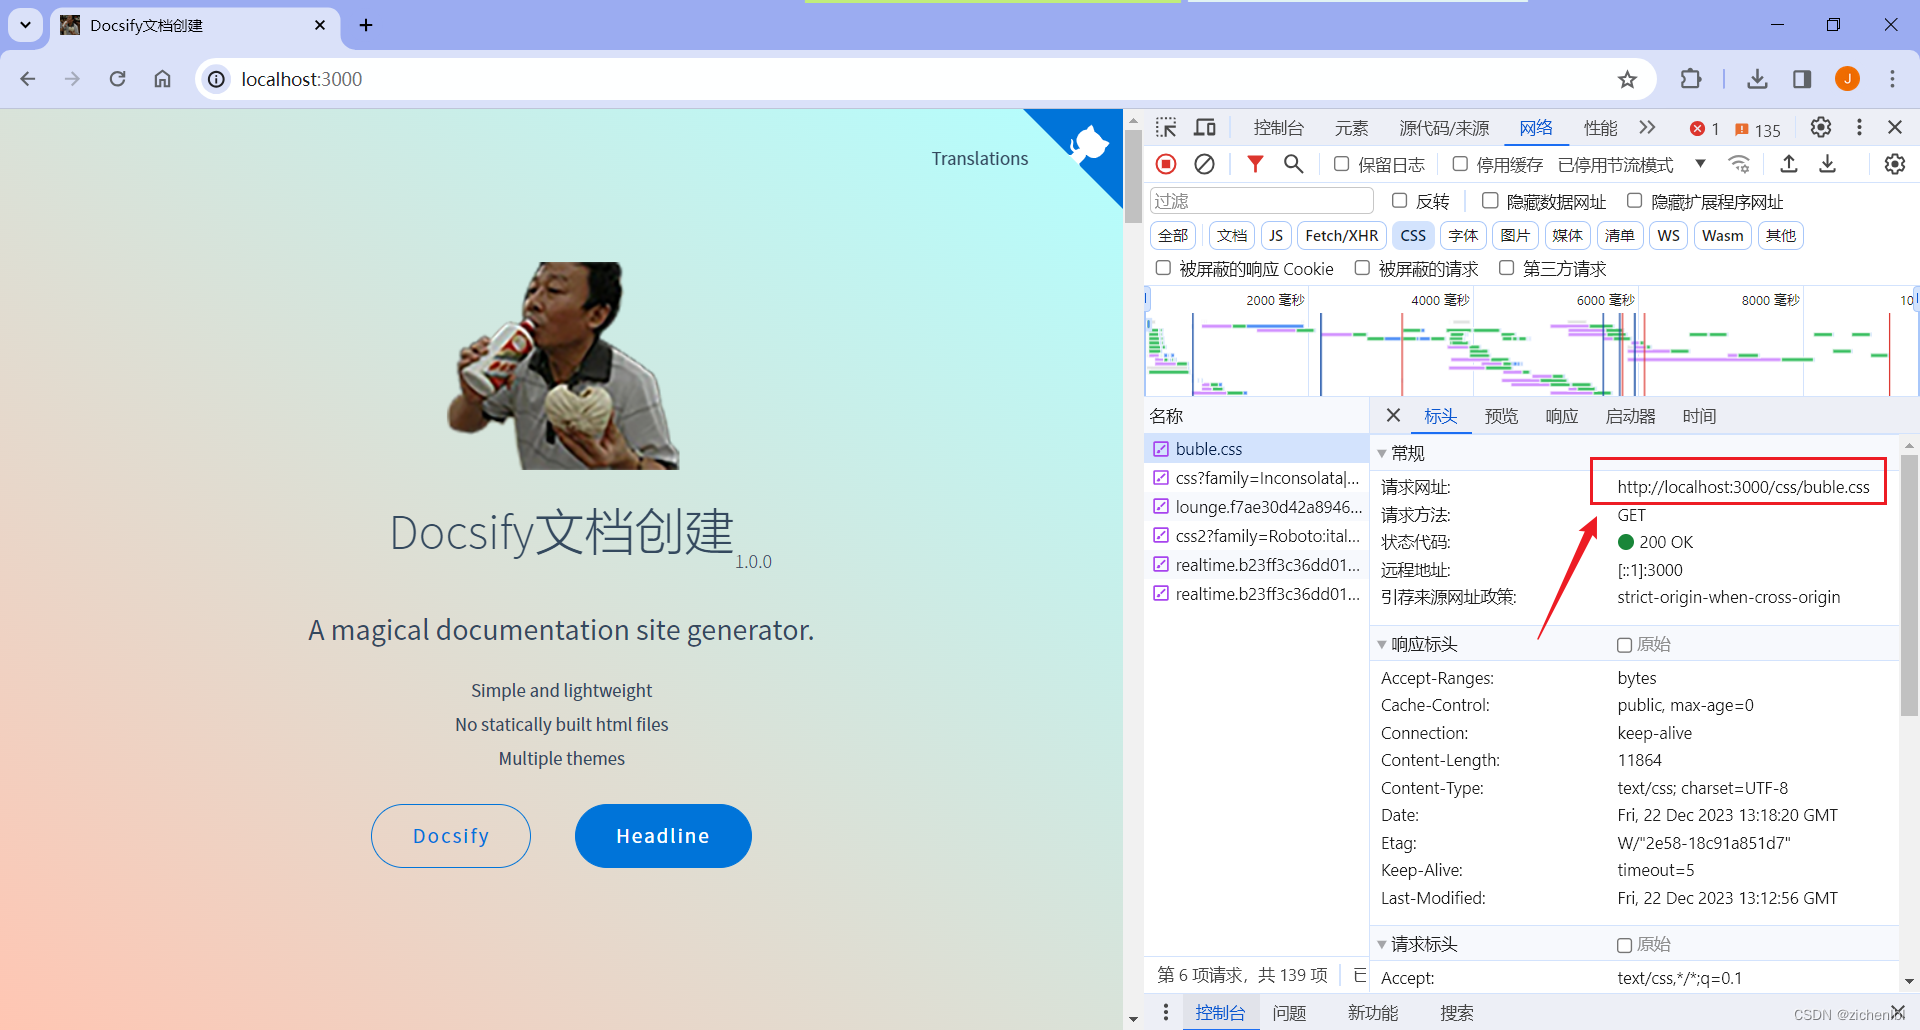 Docsify文档创建
localhost:3000
J
Translations
Docsify文档创建
1.0.0
A magical documentation site generator.
Simple and lightweight
No statically built html files
Multiple themes
Docsify
Headline
控制台 元素 源代码/来源 网络 性能 1 135
保留日志 停用缓存 已停用节流模式
过滤 反转 隐藏数据网址 隐藏扩展程序网址
全部 文档 JS Fetch/XHR CSS 字体 图片 媒体 清单 WS Wasm 其他
被屏蔽的响应 Cookie 被屏蔽的请求 第三方请求
2000 毫秒 4000 毫秒 6000 毫秒 8000 毫秒 10
名称
buble.css
css?family=Inconsolata|...
lounge.f7ae30d42a8946...
css2?family=Roboto:ital...
realtime.b23ff3c36dd01...
realtime.b23ff3c36dd01...
第 6 项请求，共 139 项 已
标头 预览 响应 启动器 时间
常规
请求网址: http://localhost:3000/css/buble.css
请求方法: GET
状态代码: 200 OK
远程地址: [::1]:3000
引荐来源网址政策: strict-origin-when-cross-origin
响应标头 原始
Accept-Ranges: bytes
Cache-Control: public, max-age=0
Connection: keep-alive
Content-Length: 11864
Content-Type: text/css; charset=UTF-8
Date: Fri, 22 Dec 2023 13:18:20 GMT
Etag: W/"2e58-18c91a851d7"
Keep-Alive: timeout=5
Last-Modified: Fri, 22 Dec 2023 13:12:56 GMT
请求标头 原始
Accept: text/css,*/*;q=0.1
控制台 问题 新功能 搜索